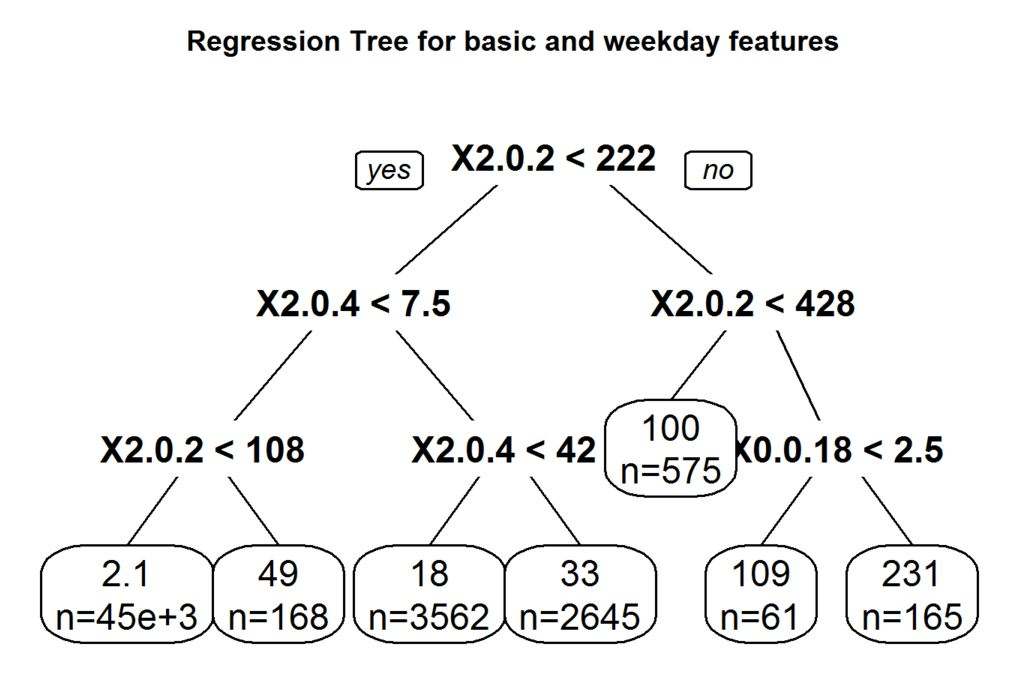 Regression Tree for basic and weekday features
yes
X2.0.2 < 222
no
X2.0.4 < 7.5
X2.0.2 < 428
X2.0.2 < 108
X2.0.4 < 42
100
n=575
X0.0.18 < 2.5
2.1
n=45e+3
49
n=168
18
n=3562
33
n=2645
109
n=61
231
n=165